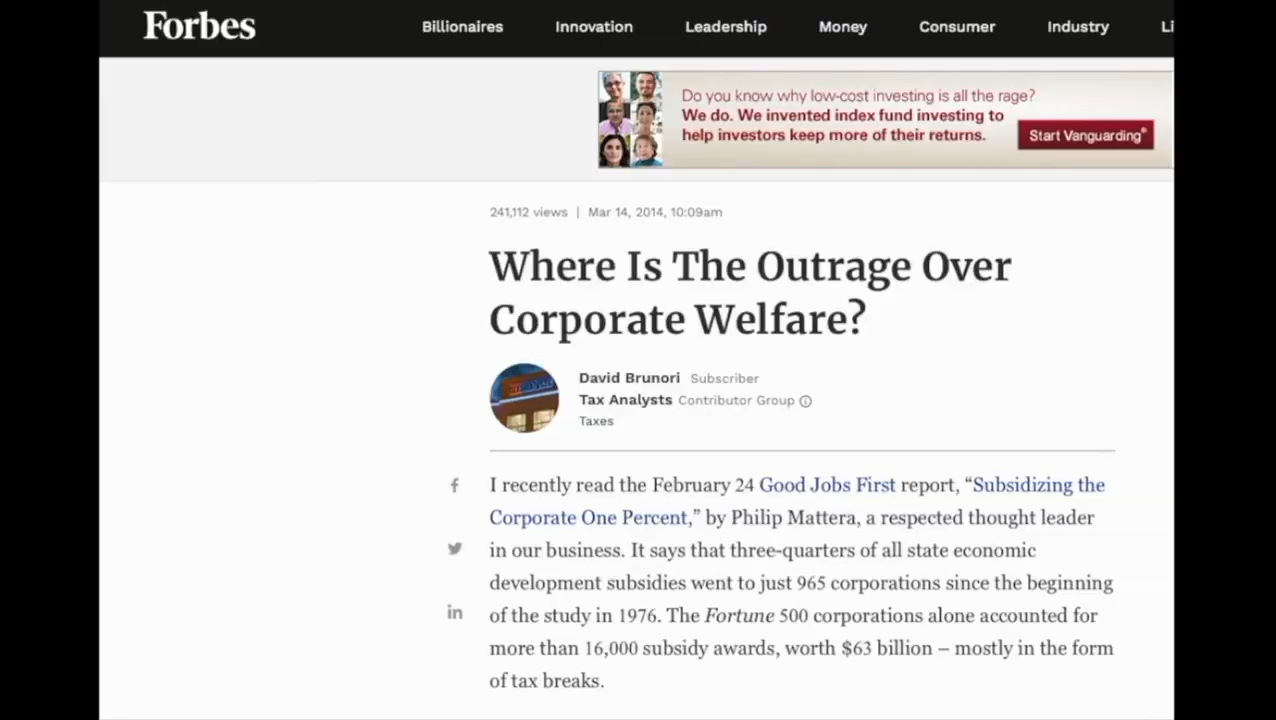 Forbes
Billionaires Innovation Leadership Money Consumer Industry Li
Do you know why low-cost investing is all the rage?
We do. We invented index fund investing to
help investors keep more of their returns.
Start Vanguarding®
241,112 views | Mar 14, 2014, 10:09am
Where Is The Outrage Over
Corporate Welfare?
David Brunori Subscriber
Tax Analysts Contributor Group
Taxes
I recently read the February 24 Good Jobs First report, “Subsidizing the
Corporate One Percent,” by Philip Mattera, a respected thought leader
in our business. It says that three-quarters of all state economic
development subsidies went to just 965 corporations since the beginning
of the study in 1976. The Fortune 500 corporations alone accounted for
more than 16,000 subsidy awards, worth $63 billion – mostly in the form
of tax breaks.